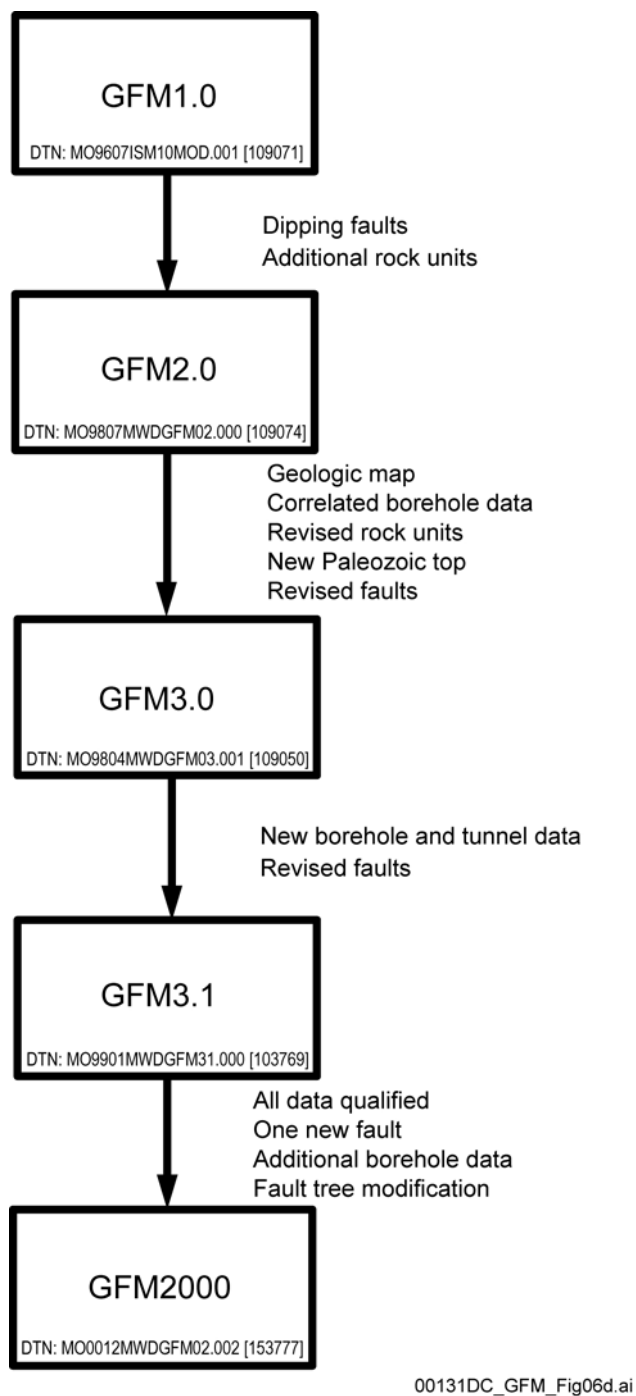 GFM1.0
DTN: MO9607ISM10MOD.001 [109071]
Dipping faults
Additional rock units
GFM2.0
DTN: MO9807MWDGFM02.000 [109074]
Geologic map
Correlated borehole data
Revised rock units
New Paleozoic top
Revised faults
GFM3.0
DTN: MO9804MWDGFM03.001 [109050]
New borehole and tunnel data
Revised faults
GFM3.1
DTN: MO9901MWDGFM31.000 [103769]
All data qualified
One new fault
Additional borehole data
Fault tree modification
GFM2000
DTN: MO0012MWDGFM02.002 [153777]
00131DC_GFM_Fig06d.ai